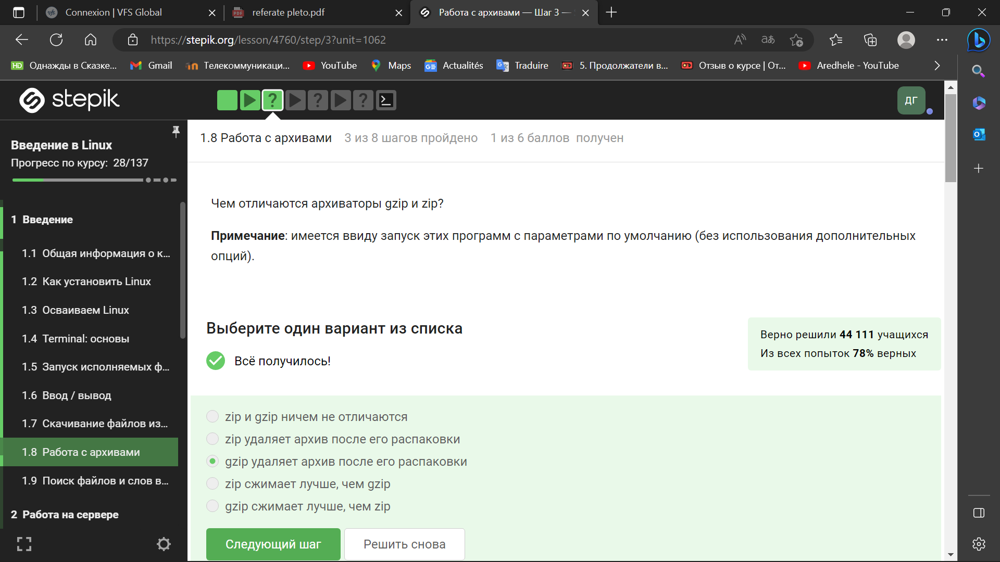 Connexion | VFS Global
referate pleto.pdf
Работа с архивами — Шаг 3 —
https://stepik.org/lesson/4760/step/3?unit=1062
Однажды в Сказке...
Gmail
Телекоммуникаци...
YouTube
Maps
Actualités
Traduire
5. Продолжатели в...
Отзыв о курсе | От...
Aredhele - YouTube
stepik
ДГ
Введение в Linux
Прогресс по курсу: 28/137
1 Введение
1.1 Общая информация о к...
1.2 Как установить Linux
1.3 Осваиваем Linux
1.4 Terminal: основы
1.5 Запуск исполняемых ф...
1.6 Ввод / вывод
1.7 Скачивание файлов из...
1.8 Работа с архивами
1.9 Поиск файлов и слов в...
2 Работа на сервере
1.8 Работа с архивами 3 из 8 шагов пройдено 1 из 6 баллов получен
Чем отличаются архиваторы gzip и zip?
Примечание: имеется ввиду запуск этих программ с параметрами по умолчанию (без использования дополнительных
опций).
Выберите один вариант из списка
Всё получилось!
Верно решили 44 111 учащихся
Из всех попыток 78% верных
zip и gzip ничем не отличаются
zip удаляет архив после его распаковки
gzip удаляет архив после его распаковки
zip сжимает лучше, чем gzip
gzip сжимает лучше, чем zip
Следующий шаг
Решить снова